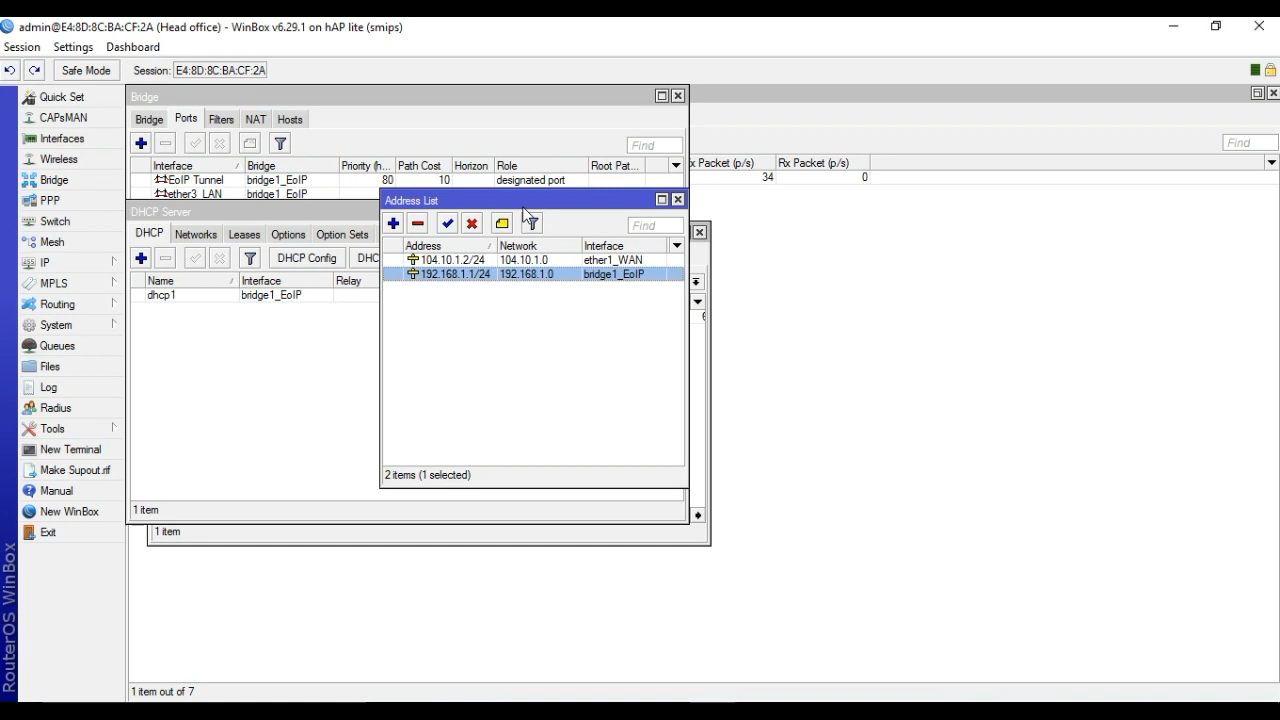 admin@E4:8D:8C:BA:CF:2A (Head office) - WinBox v6.29.1 on hAP lite (smips)
Session Settings Dashboard
Safe Mode Session: E4:8D:8C:BA:CF:2A
Quick Set
CAPsMAN
Interfaces
Wireless
Bridge
PPP
Switch
Mesh
IP
MPLS
Routing
System
Queues
Files
Log
Radius
Tools
New Terminal
Make Supout.rif
Manual
New WinBox
Exit
RouterOS WinBox
Bridge
Bridge Ports Filters NAT Hosts
Find
Interface / Bridge Priority (h... Path Cost Horizon Role Root Pat...
EoIP Tunnel bridge1_EoIP 80 10 designated port
ether3_LAN bridge1_EoIP
DHCP Server
DHCP Networks Leases Options Option Sets
DHCP Config DHC
Name / Interface Relay
dhcp1 bridge1_EoIP
1 item
1 item
Address List
Find
Address / Network Interface
104.10.1.2/24 104.10.1.0 ether1_WAN
192.168.1.1/24 192.168.1.0 bridge1_EoIP
2 items (1 selected)
Find
x Packet (p/s) Rx Packet (p/s)
34 0
1 item out of 7